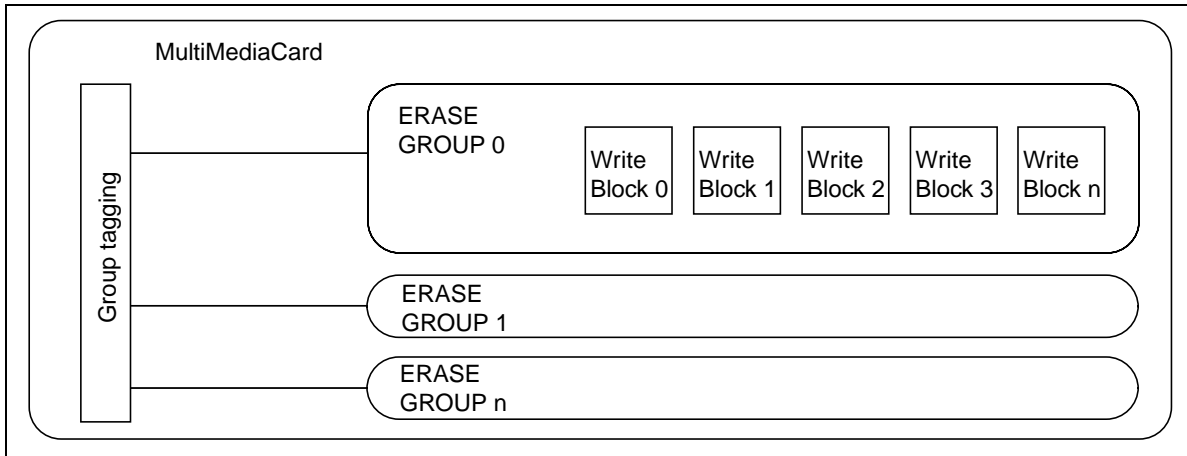 MultiMediaCard
Group tagging
ERASE
GROUP 0
Write
Block 0
Write
Block 1
Write
Block 2
Write
Block 3
Write
Block n
ERASE
GROUP 1
ERASE
GROUP n